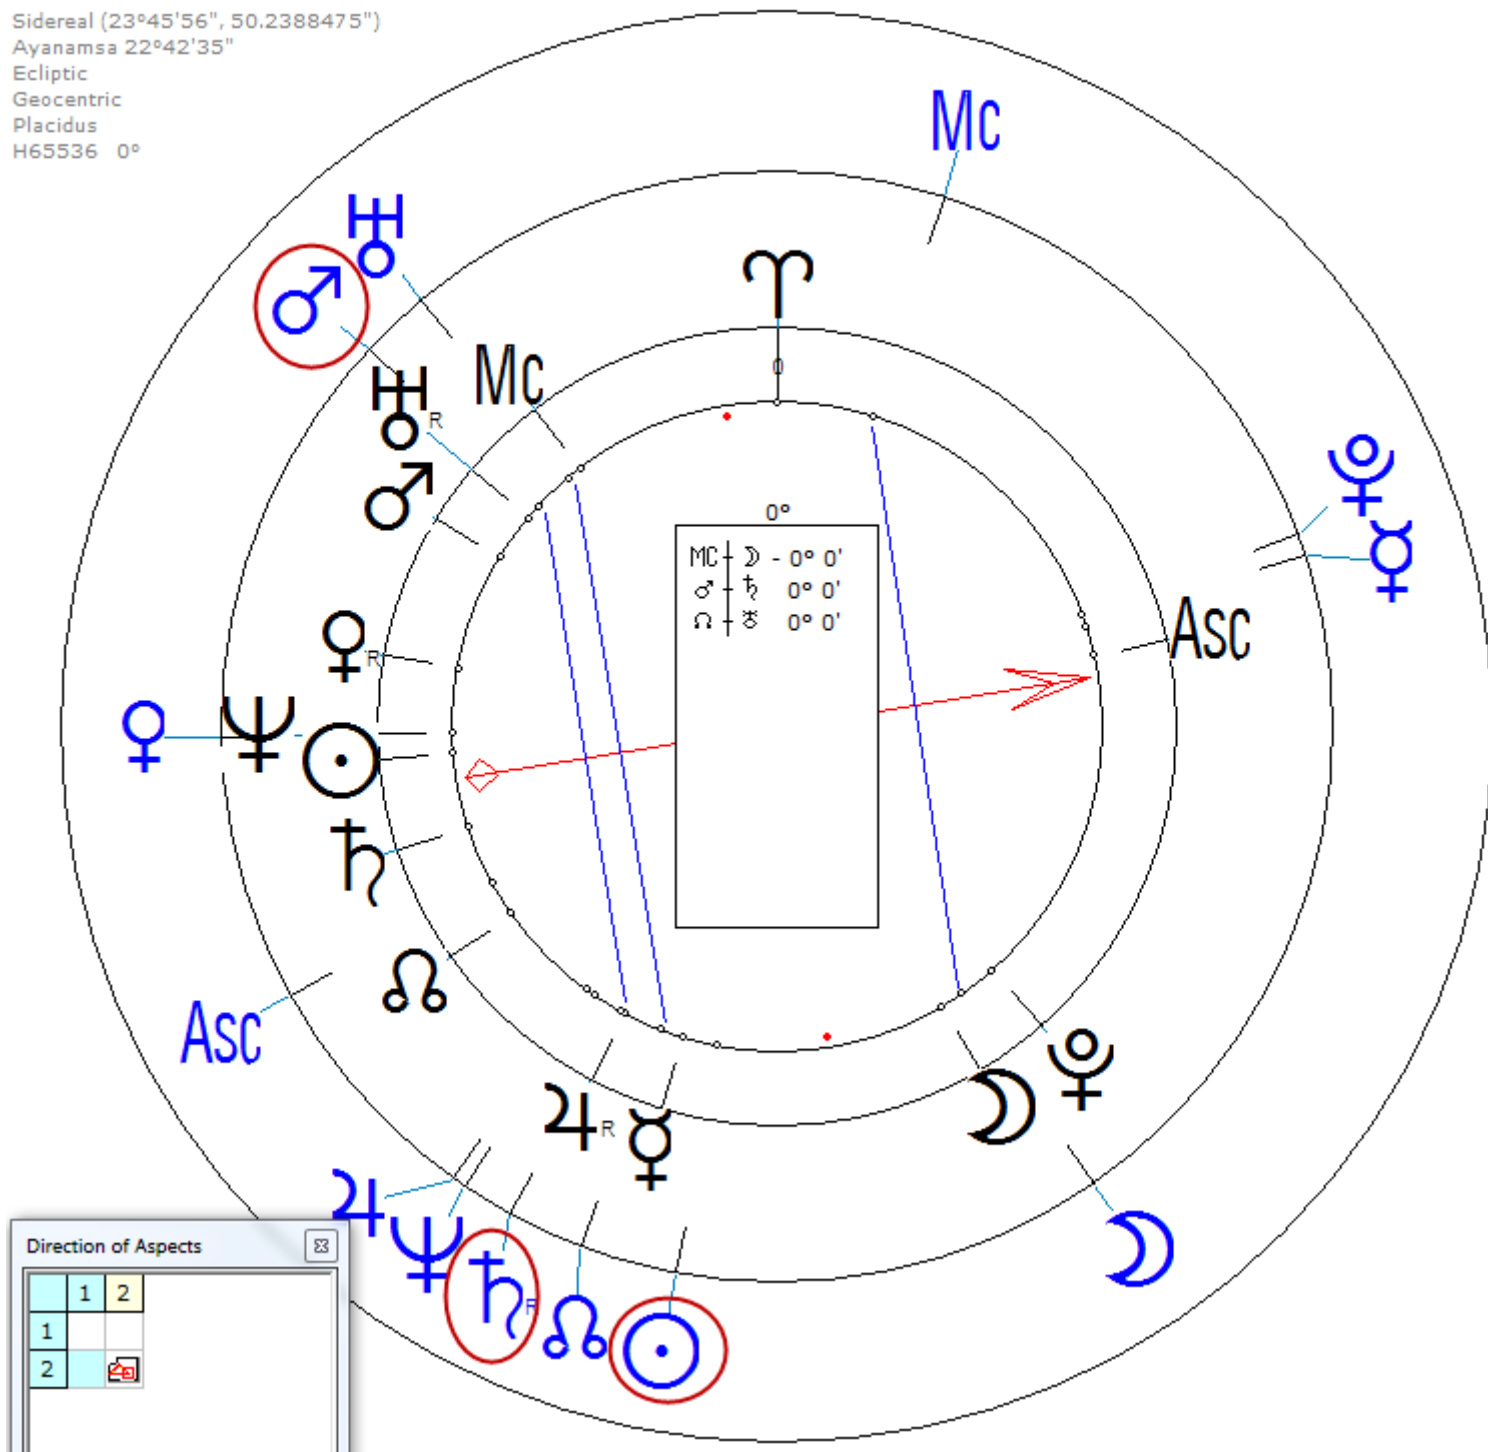 Sidereal (23°45'56", 50.2388475")
Ayanamsa 22°42'35"
Ecliptic
Geocentric
Placidus
H65536 0°
Mc
♅
♂
♈
0
Mc
♅ R
♂
♇
☿
0°
MC ☽ - 0° 0'
♂ ♄ 0° 0'
☊ ⛢ 0° 0'
Asc
♀ R
♀
♆
☉
♄
☊
Asc
♃ R
☿
☽
♇
♃
♆
♄ R
☊
☉
☽
Direction of Aspects
1 2
1
2